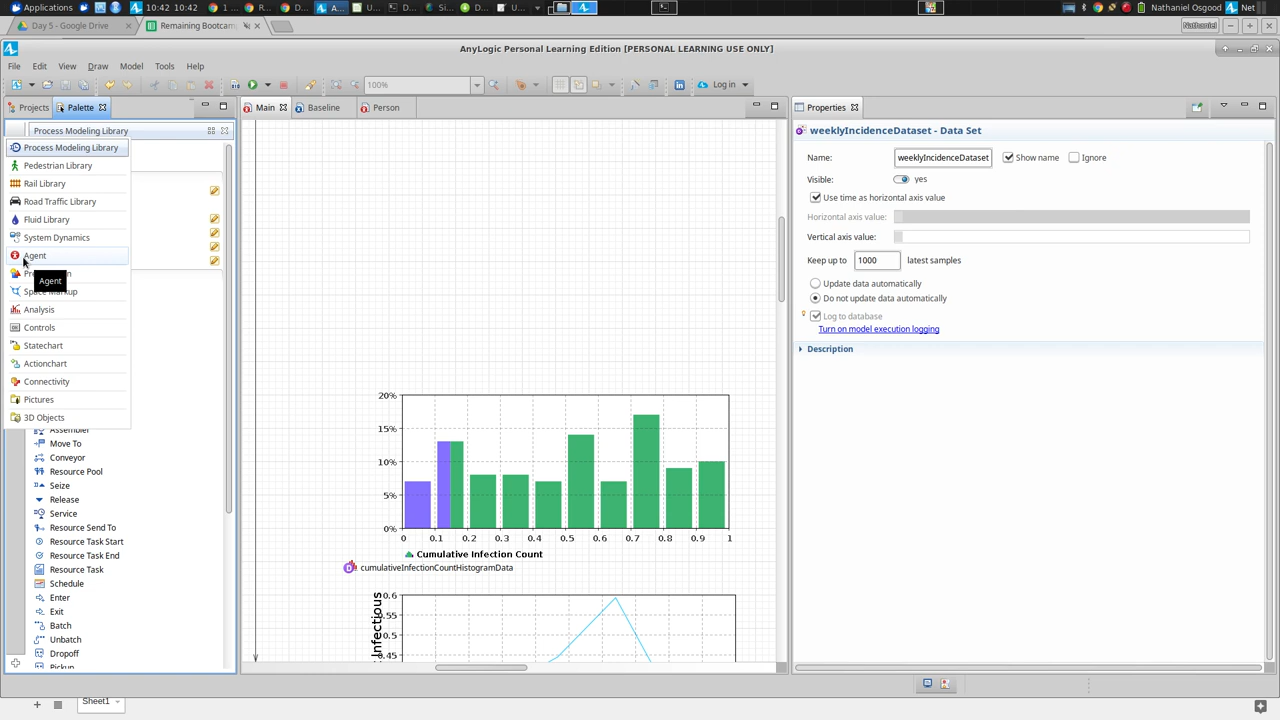 Applications
10:42 10:42
1 ...
R...
D...
A...
U...
D...
Si...
D...
U...
Nathaniel Osgood
Net
Day 5 - Google Drive
Remaining Bootcam
Nathaniel
AnyLogic Personal Learning Edition [PERSONAL LEARNING USE ONLY]
File Edit View Draw Model Tools Help
100%
Log in
Projects
Palette
Main
Baseline
Person
Properties
Process Modeling Library
Process Modeling Library
Pedestrian Library
Rail Library
Road Traffic Library
Fluid Library
System Dynamics
Agent
Agent
Space Markup
Analysis
Controls
Statechart
Actionchart
Connectivity
Pictures
3D Objects
Assembler
Move To
Conveyor
Resource Pool
Seize
Release
Service
Resource Send To
Resource Task Start
Resource Task End
Resource Task
Schedule
Enter
Exit
Batch
Unbatch
Dropoff
Pickup
20%
15%
10%
5%
0%
0 0.1 0.2 0.3 0.4 0.5 0.6 0.7 0.8 0.9 1
Cumulative Infection Count
cumulativeInfectionCountHistogramData
Infectious
0.6
0.55
0.5
0.45
weeklyIncidenceDataset - Data Set
Name: weeklyIncidenceDataset Show name Ignore
Visible: yes
Use time as horizontal axis value
Horizontal axis value:
Vertical axis value:
Keep up to 1000 latest samples
Update data automatically
Do not update data automatically
Log to database
Turn on model execution logging
Description
Sheet1